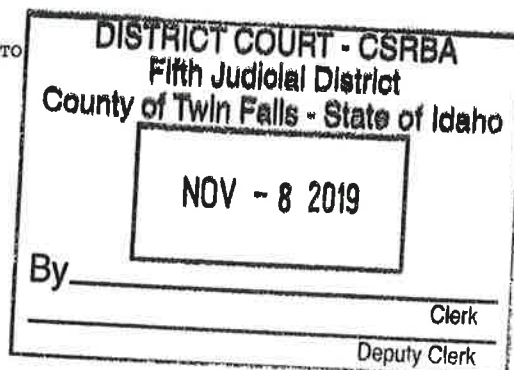 TO
DISTRICT COURT - CSRBA
Fifth Judicial District
County of Twin Falls - State of Idaho
NOV - 8 2019
By
Clerk
Deputy Clerk